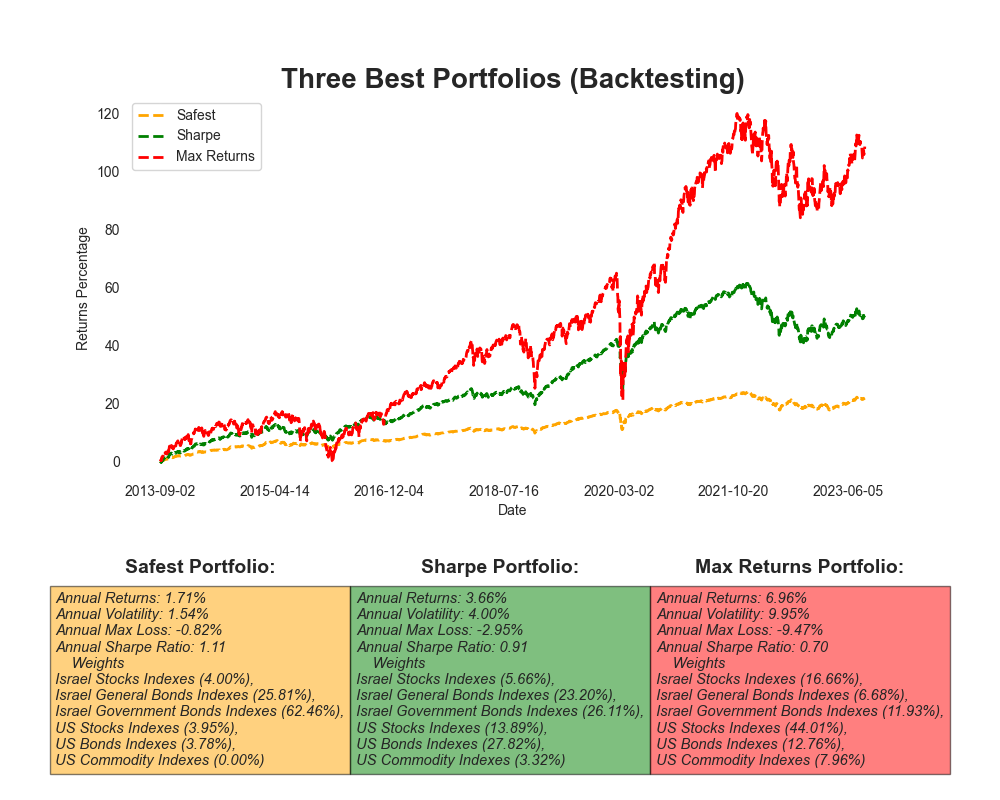 Three Best Portfolios (Backtesting)
Safest
Sharpe
Max Returns
Returns Percentage
120
100
80
60
40
20
0
2013-09-02 2015-04-14 2016-12-04 2018-07-16 2020-03-02 2021-10-20 2023-06-05
Date
Safest Portfolio:
Annual Returns: 1.71%
Annual Volatility: 1.54%
Annual Max Loss: -0.82%
Annual Sharpe Ratio: 1.11
Weights
Israel Stocks Indexes (4.00%),
Israel General Bonds Indexes (25.81%),
Israel Government Bonds Indexes (62.46%),
US Stocks Indexes (3.95%),
US Bonds Indexes (3.78%),
US Commodity Indexes (0.00%)
Sharpe Portfolio:
Annual Returns: 3.66%
Annual Volatility: 4.00%
Annual Max Loss: -2.95%
Annual Sharpe Ratio: 0.91
Weights
Israel Stocks Indexes (5.66%),
Israel General Bonds Indexes (23.20%),
Israel Government Bonds Indexes (26.11%),
US Stocks Indexes (13.89%),
US Bonds Indexes (27.82%),
US Commodity Indexes (3.32%)
Max Returns Portfolio:
Annual Returns: 6.96%
Annual Volatility: 9.95%
Annual Max Loss: -9.47%
Annual Sharpe Ratio: 0.70
Weights
Israel Stocks Indexes (16.66%),
Israel General Bonds Indexes (6.68%),
Israel Government Bonds Indexes (11.93%),
US Stocks Indexes (44.01%),
US Bonds Indexes (12.76%),
US Commodity Indexes (7.96%)